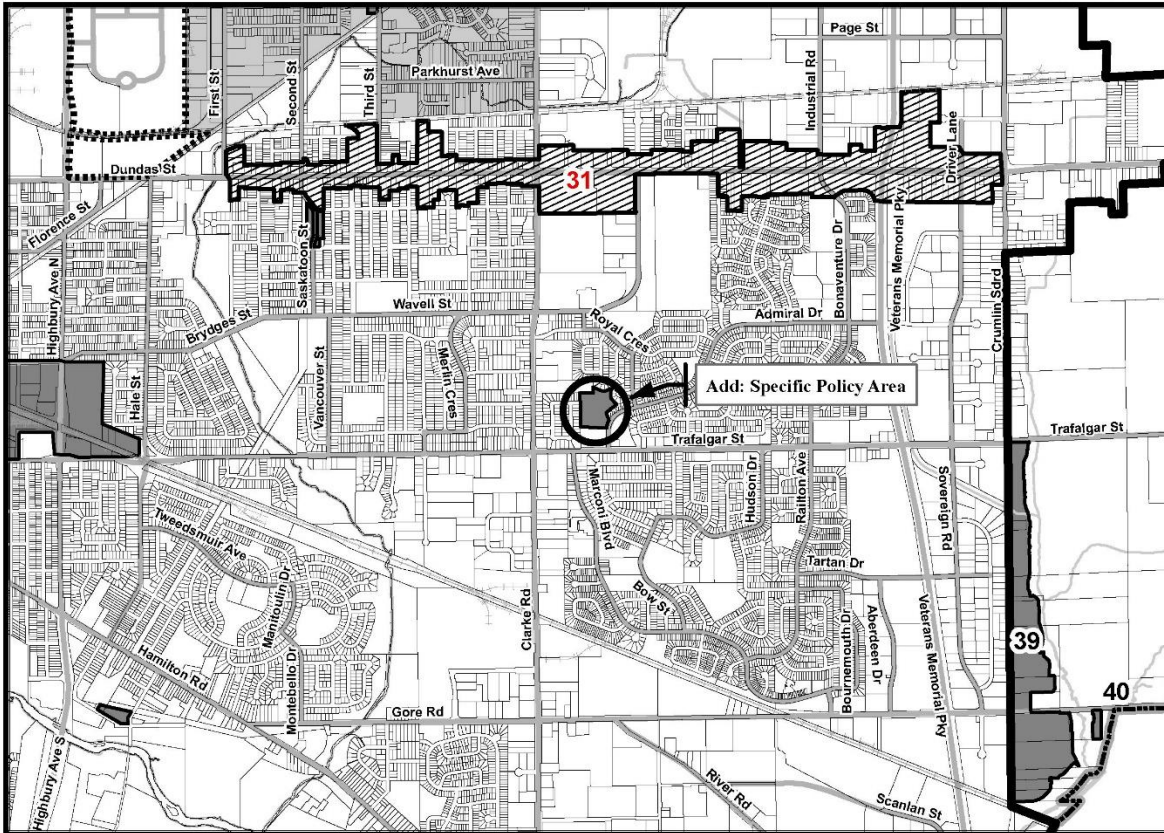 Page St
First St
Second St
Third St
Parkhurst Ave
Industrial Rd
Driver Lane
Dundas St
31
Florence St
Highbury Ave N
Saskatoon St
Bonaventure Dr
Veterans Memorial Pky
Crumlin Sdrd
Wavell St
Brydges St
Royal Cres
Admiral Dr
Hale St
Vancouver St
Merlin Cres
Add: Specific Policy Area
Trafalgar St
Trafalgar St
Marconi Blvd
Hudson Dr
Railton Ave
Sovereign Rd
Tweedsmuir Ave
Manitoulin Dr
Tartan Dr
Bow St
Clarke Rd
Hamilton Rd
Montebello Dr
Bournemouth Dr
Aberdeen Dr
Veterans Memorial Pky
39
40
Gore Rd
Highbury Ave S
River Rd
Scanlan St